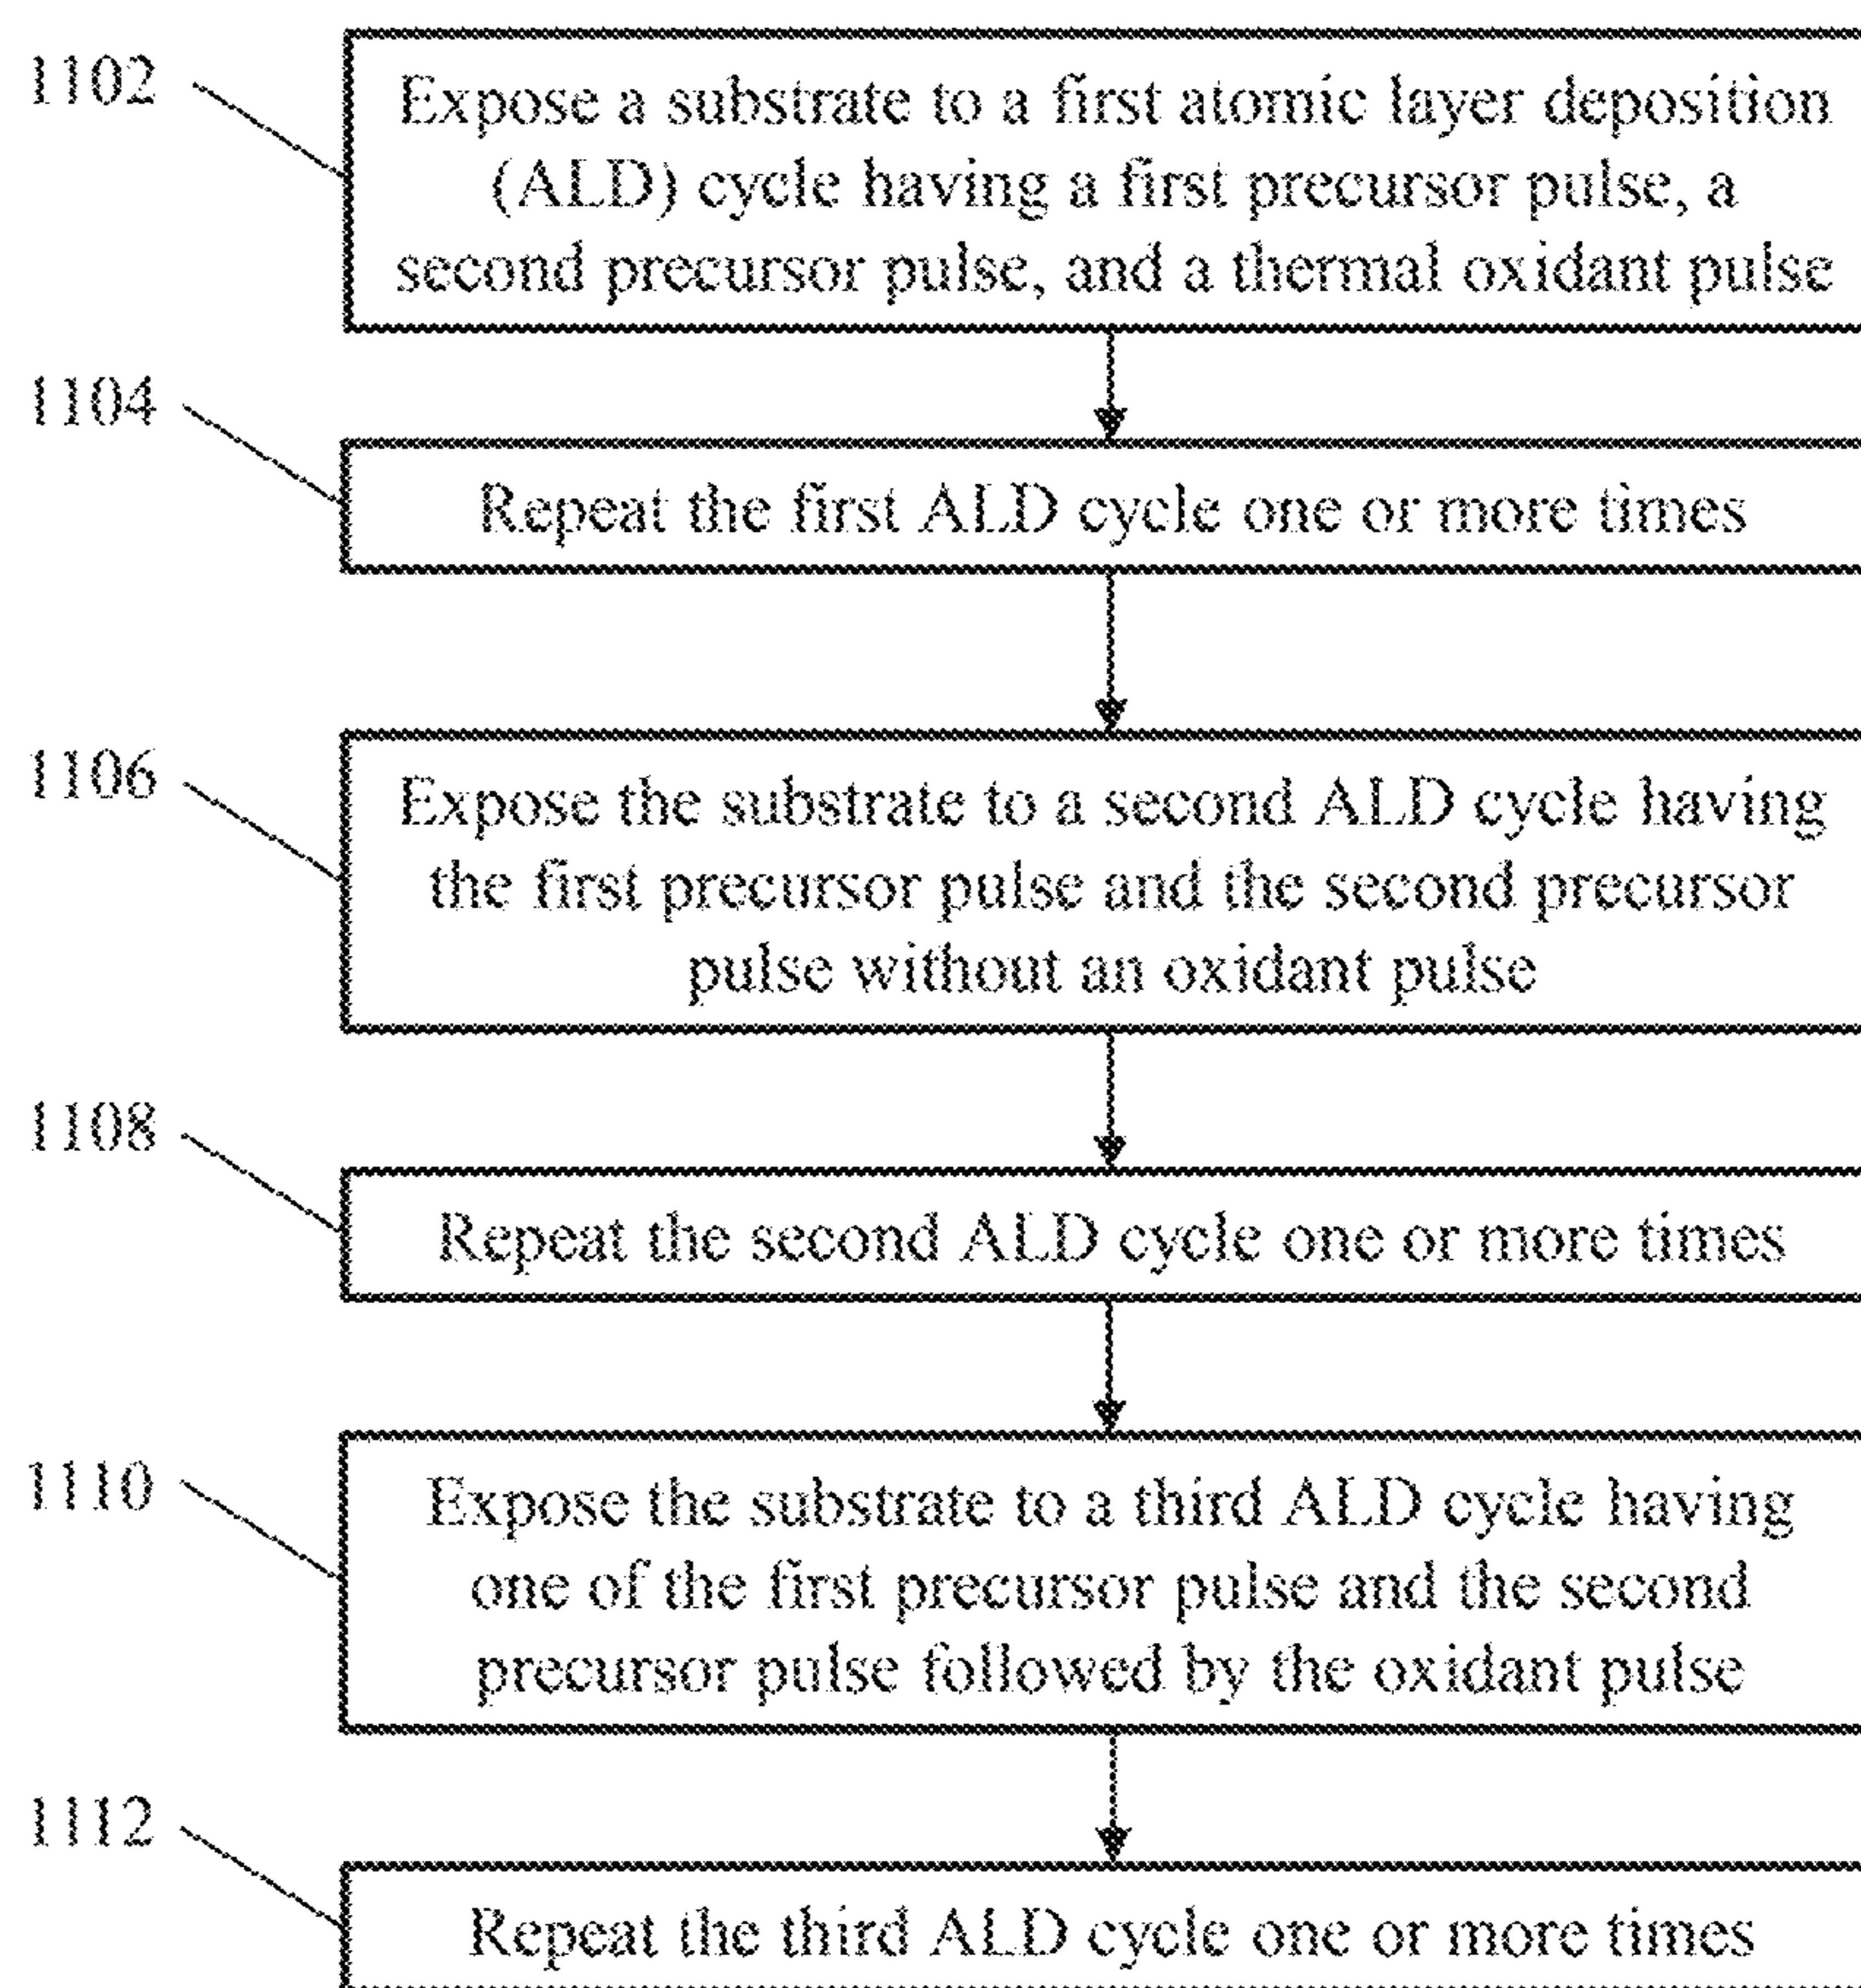 1102
Expose a substrate to a first atomic layer deposition
(ALD) cycle having a first precursor pulse, a
second precursor pulse, and a thermal oxidant pulse
1104
Repeat the first ALD cycle one or more times
1106
Expose the substrate to a second ALD cycle having
the first precursor pulse and the second precursor
pulse without an oxidant pulse
1108
Repeat the second ALD cycle one or more times
1110
Expose the substrate to a third ALD cycle having
one of the first precursor pulse and the second
precursor pulse followed by the oxidant pulse
1112
Repeat the third ALD cycle one or more times